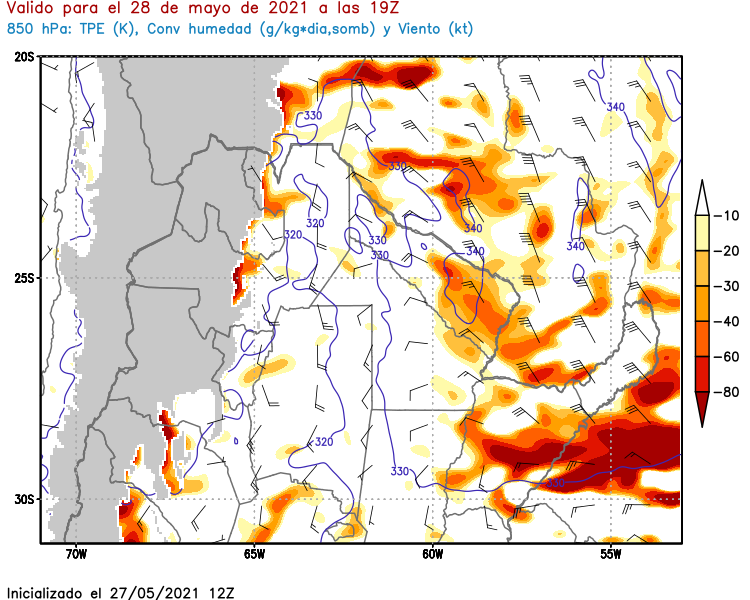 Valido para el 28 de mayo de 2021 a las 19Z
850 hPa: TPE (K), Conv humedad (g/kg*dia,somb) y Viento (kt)
20S
340
330
330
320
320
330
340
340
340
330
-10
-20
-30
-40
-60
-80
25S
320
330
330
30S
70W 65W 60W 55W
Inicializado el 27/05/2021 12Z